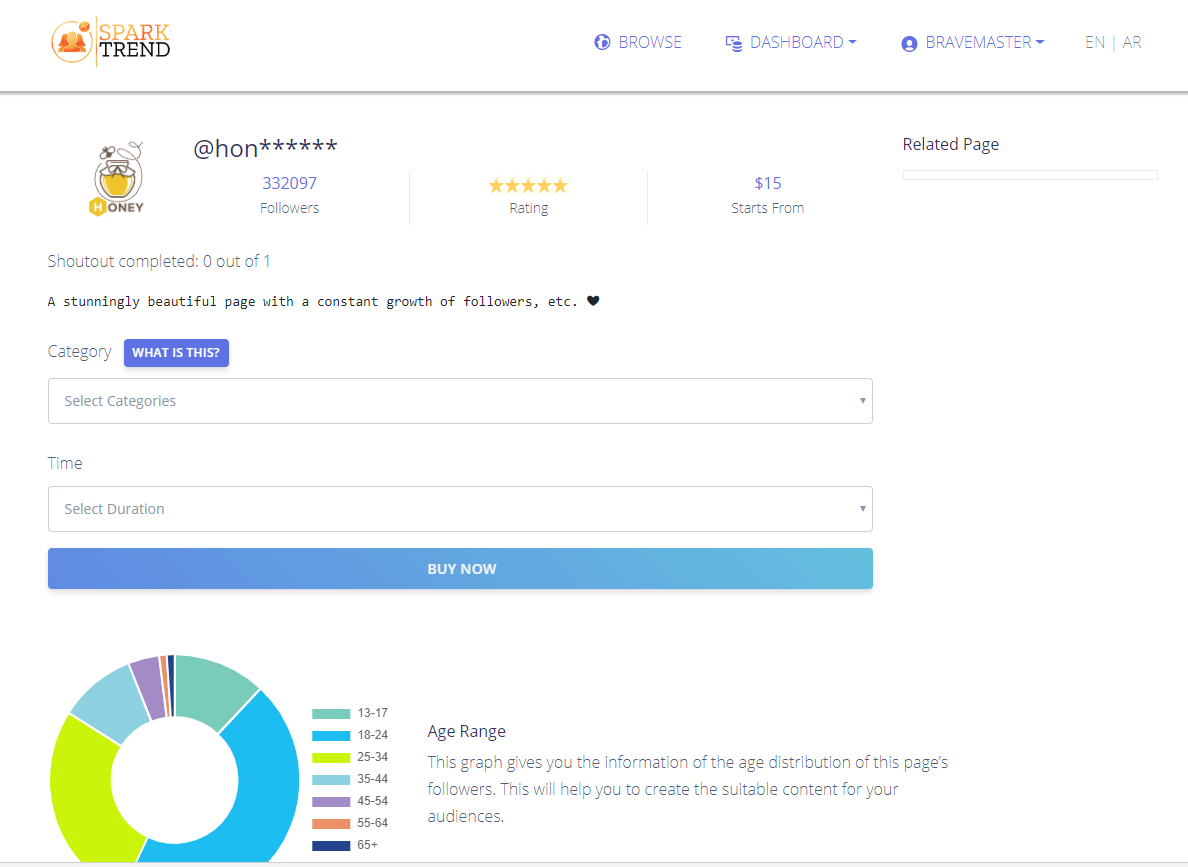 SPARK
TREND
BROWSE
DASHBOARD
BRAVEMASTER
EN | AR
HONEY
@hon******
332097
Followers
Rating
$15
Starts From
Related Page
Shoutout completed: 0 out of 1
A stunningly beautiful page with a constant growth of followers, etc. ♥
Category
WHAT IS THIS?
Select Categories
Time
Select Duration
BUY NOW
13-17
18-24
25-34
35-44
45-54
55-64
65+
Age Range
This graph gives you the information of the age distribution of this page's
followers. This will help you to create the suitable content for your
audiences.